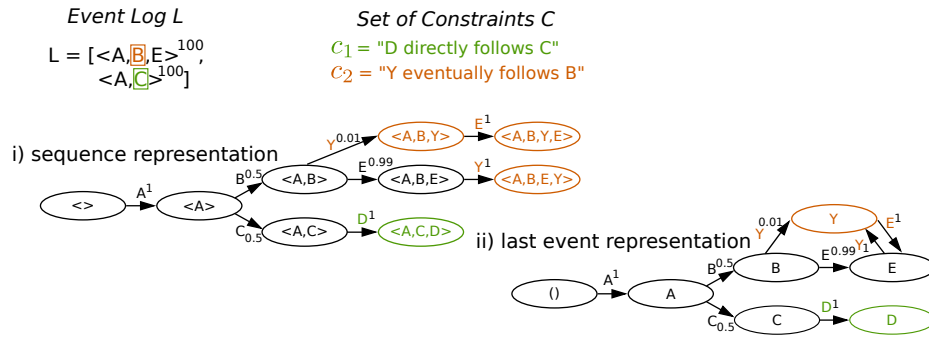 Event Log L
Set of Constraints C
L = [<A,B,E>100,
<A,C>100]
c1 = "D directly follows C"
c2 = "Y eventually follows B"
i) sequence representation
<>
A1
<A>
B0.5
C0.5
<A,B>
<A,C>
Y0.01
E0.99
D1
<A,B,Y>
<A,B,E>
<A,C,D>
E1
Y1
<A,B,Y,E>
<A,B,E,Y>
ii) last event representation
()
A1
A
B0.5
C0.5
B
C
Y0.01
E0.99
D1
Y
E
D
E1
Y1